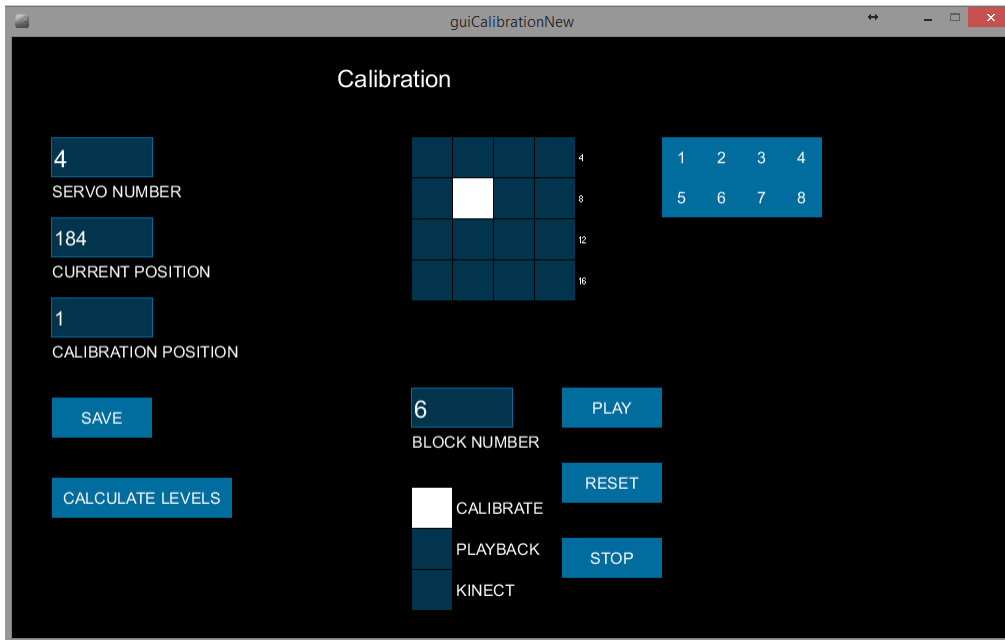 guiCalibrationNew
Calibration
4
SERVO NUMBER
184
CURRENT POSITION
1
CALIBRATION POSITION
SAVE
CALCULATE LEVELS
4
8
12
16
1 2 3 4
5 6 7 8
6
BLOCK NUMBER
CALIBRATE
PLAYBACK
KINECT
PLAY
RESET
STOP